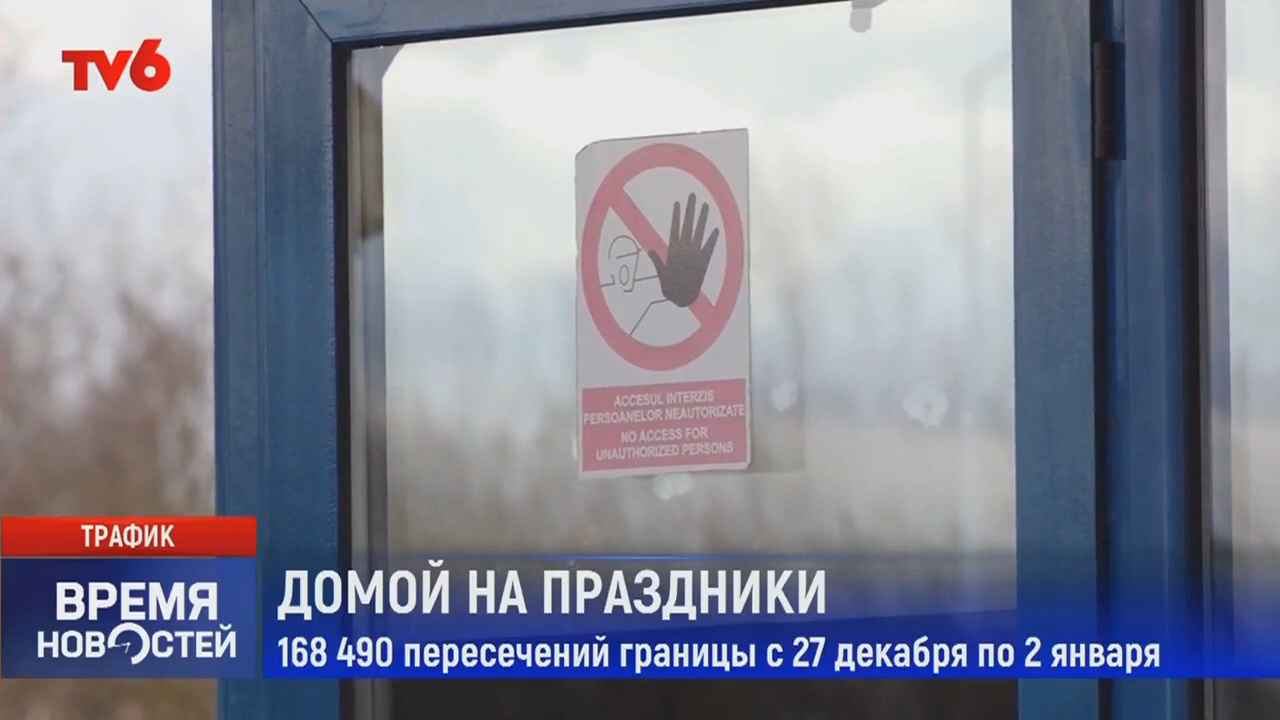 TV6
ACCESUL INTERZIS
PERSOANELOR NEAUTORIZATE
NO ACCESS FOR
UNAUTHORIZED PERSONS
ТРАФИК
ВРЕМЯ
НОВОСТЕЙ
ДОМОЙ НА ПРАЗДНИКИ
168 490 пересечений границы с 27 декабря по 2 января